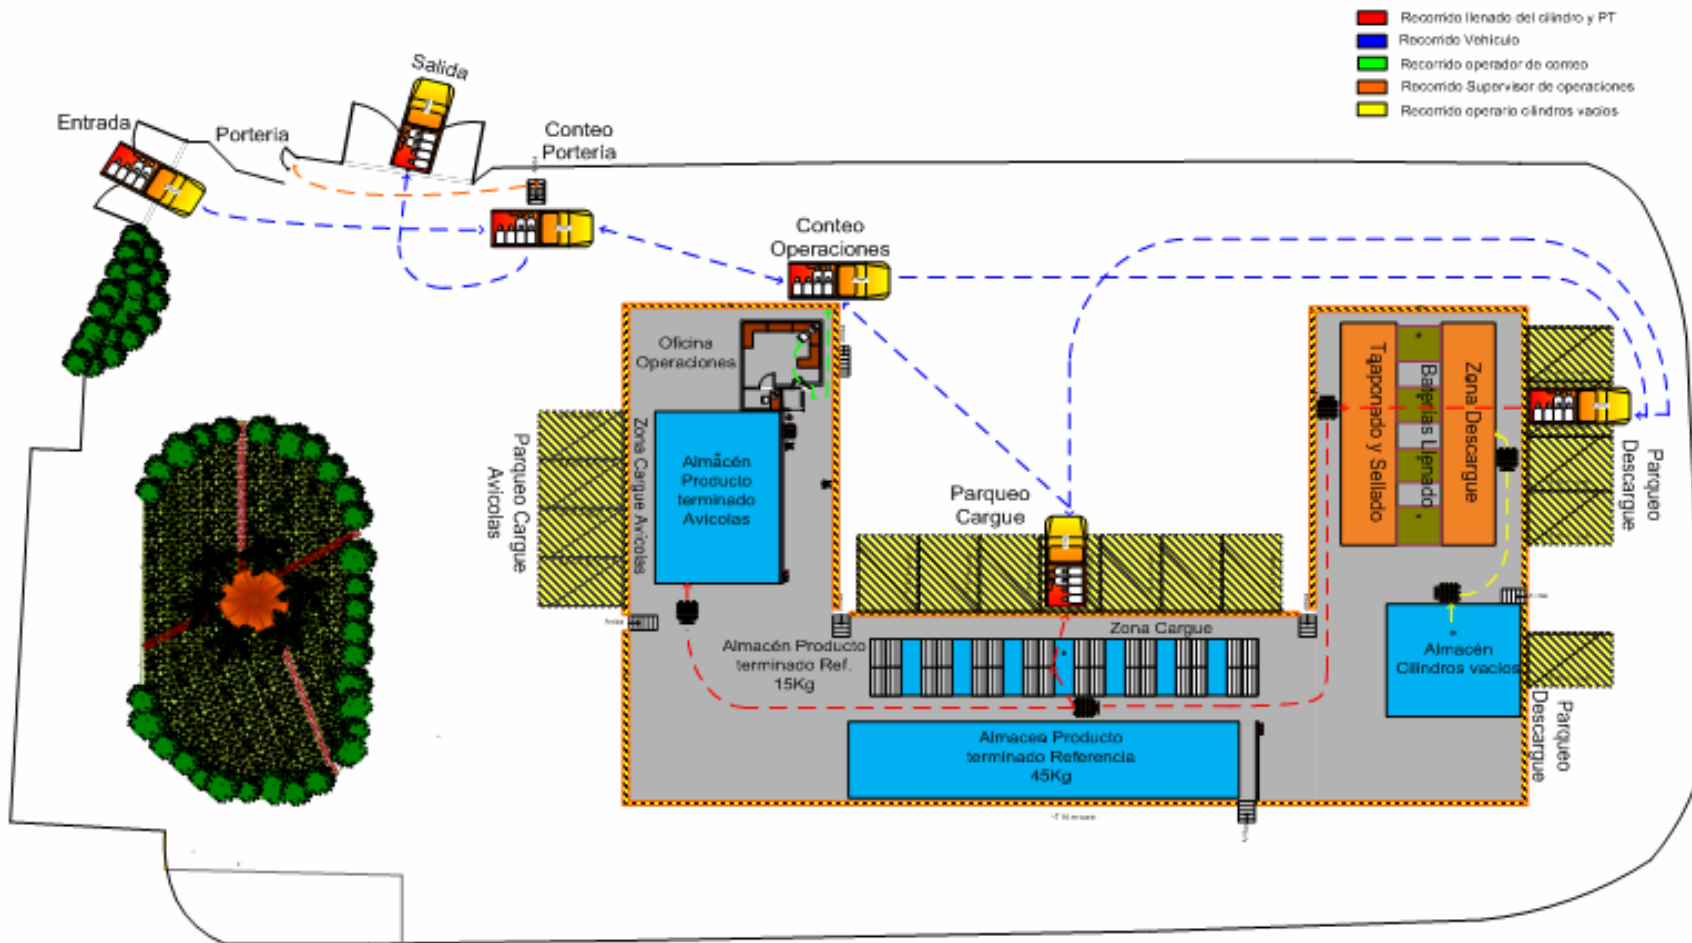 Recorrido llenado del cilindro y PT
Recorrido Vehiculo
Recorrido operador de conteo
Recorrido Supervisor de operaciones
Recorrido operario cilindros vacios
Salida
Entrada
Porteria
Conteo
Portería
Conteo
Operaciones
Oficina
Operaciones
Zona Cargue Avicolas
Parqueo Cargue
Avicolas
Almacén
Producto
terminado
Avicolas
Parqueo
Cargue
Taaponado y Sellado
Baterias Llenado
Zona Descargue
Parqueo
Descargue
Zona Cargue
Almacén Producto
terminado Ref.
15Kg
Almacen Producto
terminado Referencia
45Kg
Almacén
Cilindros vacios
Parqueo
Descargue